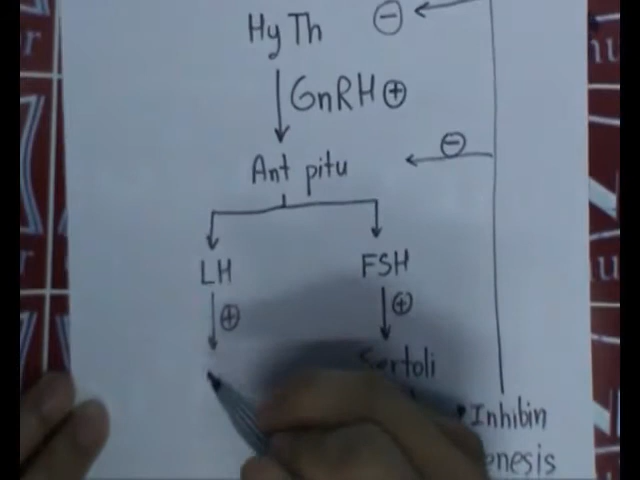 HyTh ⊖
GnRH ⊕
Ant pitu ⊖
LH FSH
⊕ ⊕
Sertoli
Inhibin
enesis